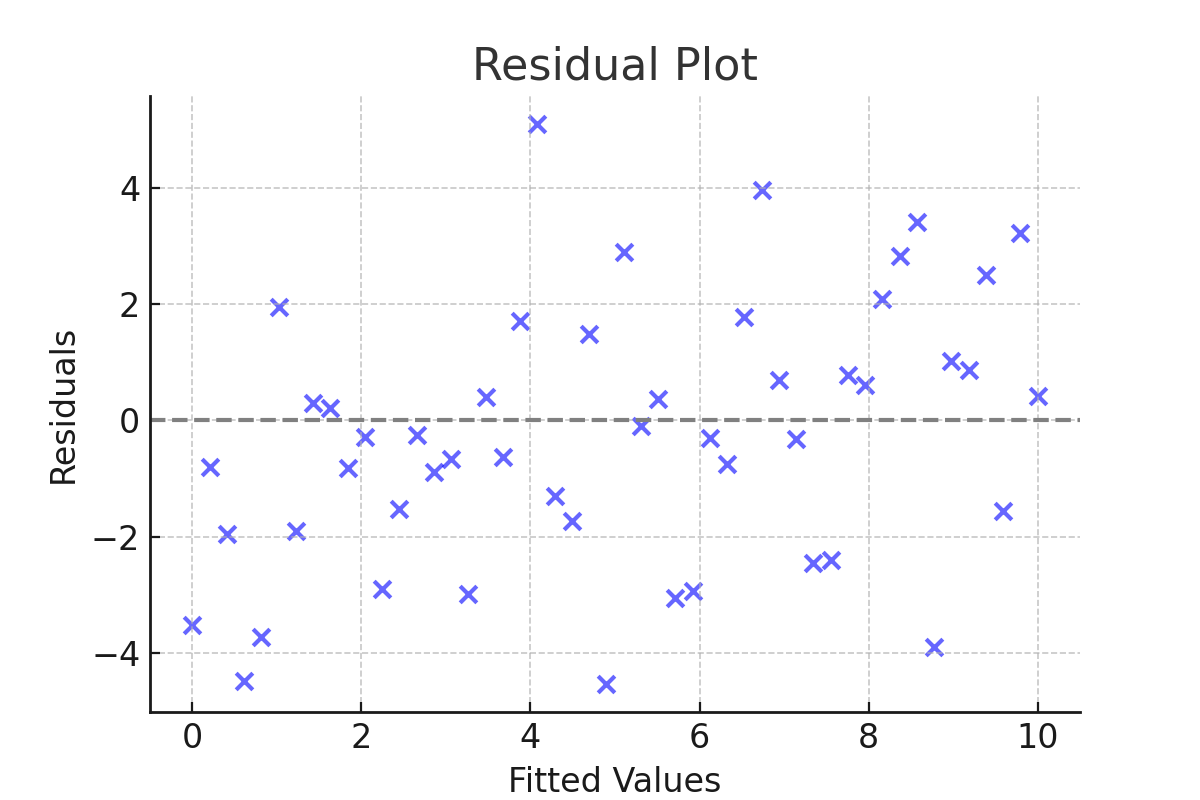 Residual Plot
4
2
0
−2
−4
Residuals
0 2 4 6 8 10
Fitted Values